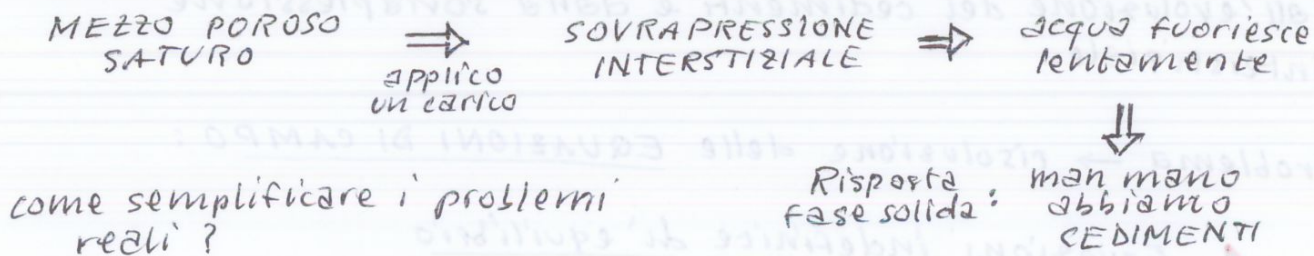 MEZZO POROSO SATURO ⇒ applico un carico
SOVRAPRESSIONE INTERSTIZIALE ⇒ acqua fuoriesce lentamente
⇓
come semplificare i problemi reali?
Risposta fase solida: man mano abbiamo CEDIMENTI